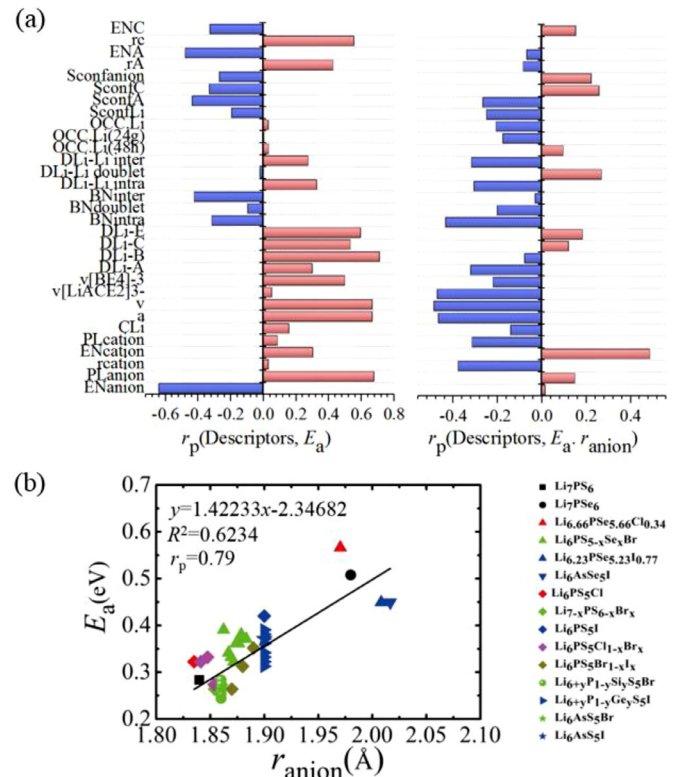 (a)
ENC
rc
ENA
rA
Sconfanion
SconfC
SconfA
SconfLi
OCC.Li
OCC.Li(24g)
OCC.Li(48h)
DLi-Li inter
DLi-Li doublet
DLi-Li intra
BNinter
BNdoublet
BNintra
DLi-E
DLi-C
DLi-B
DLi-A
v[BE4]-3
v[LiACE2]3-
v
a
CLi
PLcation
ENcation
rcation
PLanion
ENanion
-0.6 -0.4 -0.2 0.0 0.2 0.4 0.6 0.8
-0.4 -0.2 0.0 0.2 0.4
rp(Descriptors, Ea)
rp(Descriptors, Ea. ranion)
(b)
y=1.42233x-2.34682
R²=0.6234
rp=0.79
Ea(eV)
0.7
0.6
0.5
0.4
0.3
0.2
1.80 1.85 1.90 1.95 2.00 2.05 2.10
ranion(Å)
Li7PS6
Li7PSe6
Li6.66PSe5.66Cl0.34
Li6PS5-xSexBr
Li6.23PSe5.23I0.77
Li6AsSe5I
Li6PS5Cl
Li7-xPS6-xBrx
Li6PS5I
Li6PS5Cl1-xBrx
Li6PS5Br1-xIx
Li6+yP1-ySiyS5Br
Li6+yP1-yGeyS5I
Li6AsS5Br
Li6AsS5I